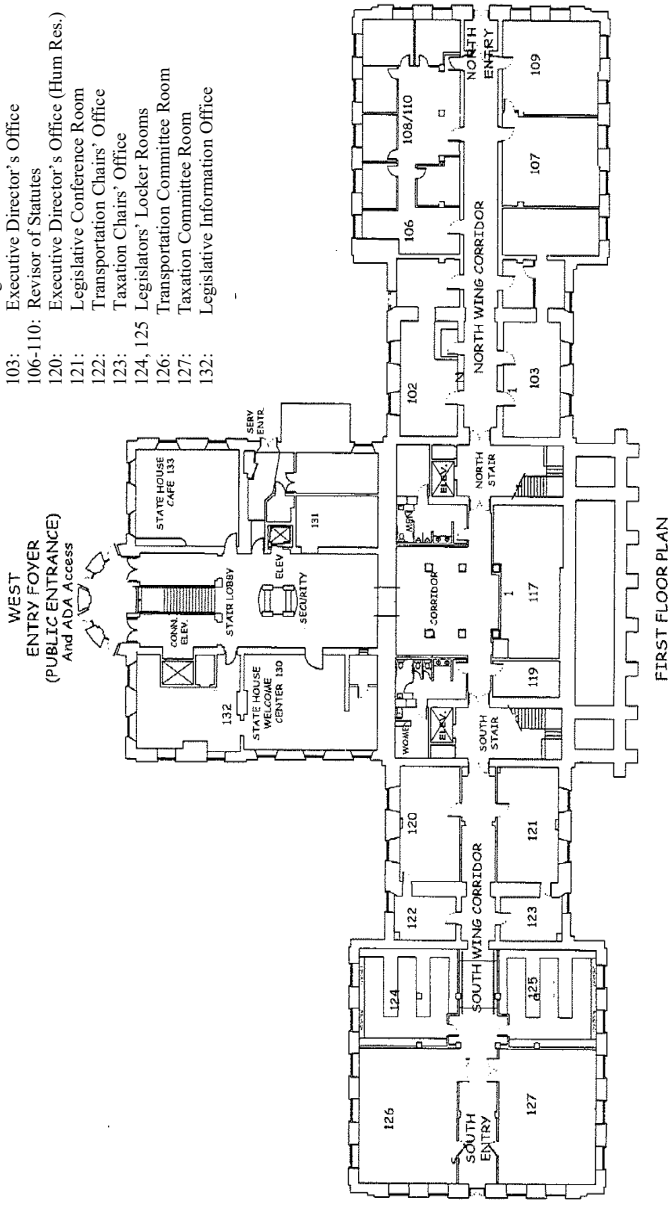 103: Executive Director's Office
106-110: Revisor of Statutes
120: Executive Director's Office (Hum Res.)
121: Legislative Conference Room
122: Transportation Chairs' Office
123: Taxation Chairs' Office
124, 125 Legislators' Locker Rooms
126: Transportation Committee Room
127: Taxation Committee Room
132: Legislative Information Office
WEST
ENTRY FOYER
(PUBLIC ENTRANCE)
And ADA Access
STATE HOUSE
CAFE 133
SERV
ENTR.
131
ELEV
CONN.
ELEV.
STAIR LOBBY
SECURITY
132
STATE HOUSE
WELCOME
CENTER 130
126
124
122
120
WOMEN
ELEV.
CORRIDOR
MEN
ELEV.
102
106
108/110
SOUTH
ENTRY
SOUTH WING CORRIDOR
SOUTH
STAIR
NORTH
STAIR
NORTH WING CORRIDOR
NORTH
ENTRY
127
125
123
121
119
1
117
1
103
107
109
FIRST FLOOR PLAN